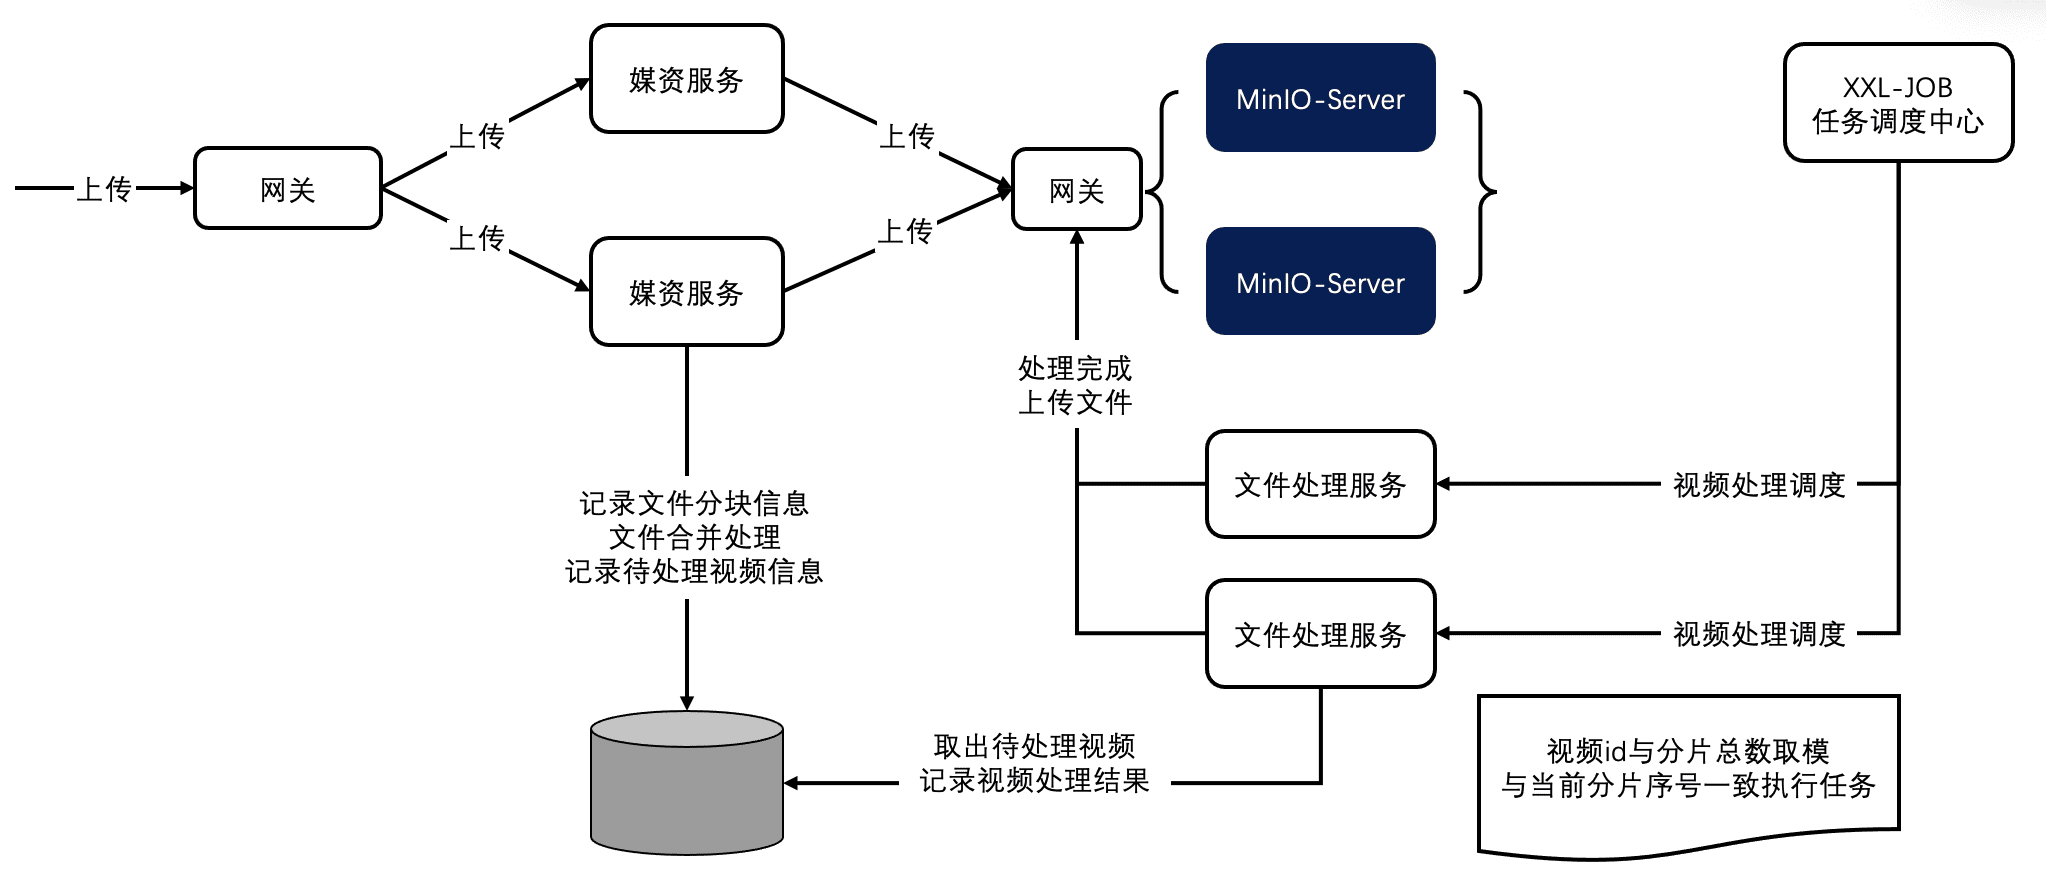 上传
网关
上传
上传
媒资服务
媒资服务
上传
上传
网关
MinIO-Server
MinIO-Server
XXL-JOB
任务调度中心
处理完成
上传文件
文件处理服务
视频处理调度
文件处理服务
视频处理调度
记录文件分块信息
文件合并处理
记录待处理视频信息
取出待处理视频
记录视频处理结果
视频id与分片总数取模
与当前分片序号一致执行任务